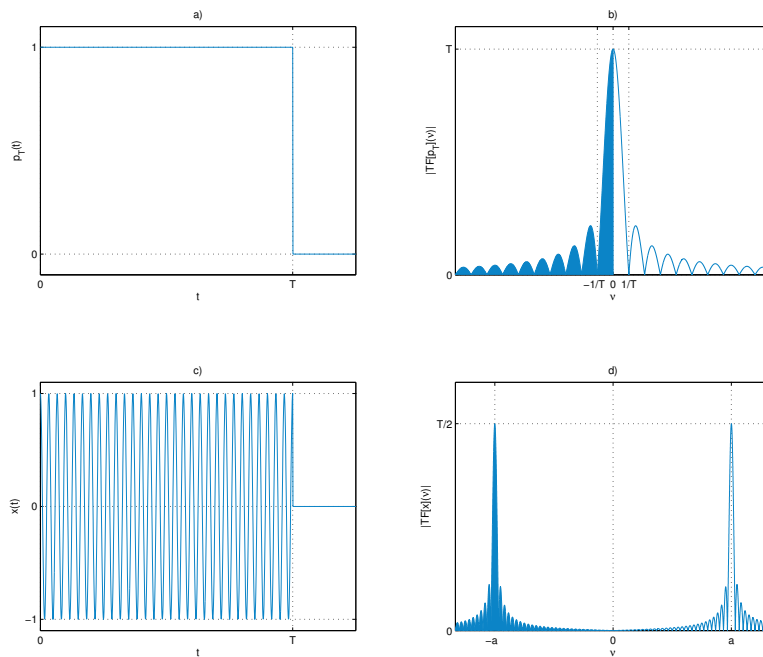 a)
1
0
0
T
t
p_T(t)
b)
T
0
−1/T 0 1/T
ν
|TF[p_T](ν)|
c)
1
0
−1
0
T
t
x(t)
d)
T/2
0
−a
0
a
ν
|TF[x](ν)|